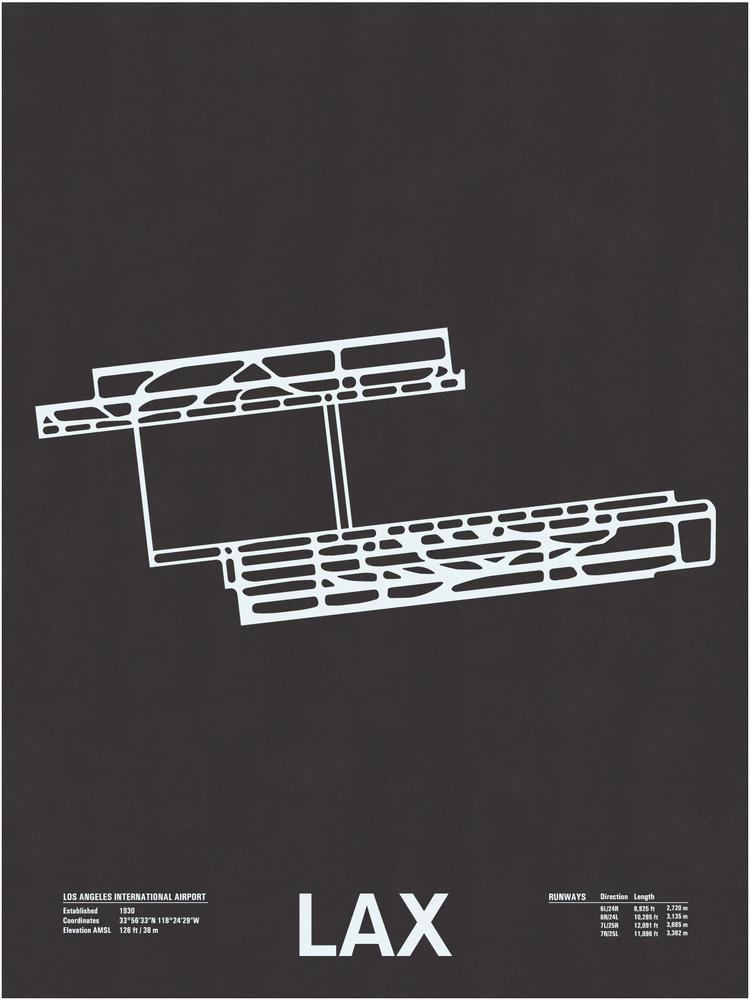 LOS ANGELES INTERNATIONAL AIRPORT
Established 1930
Coordinates 33°56'33"N 118°24'29"W
Elevation AMSL 126 ft / 38 m
LAX
RUNWAYS Direction Length
6L/24R 8,925 ft 2,720 m
6R/24L 10,285 ft 3,135 m
7L/25R 12,091 ft 3,685 m
7R/25L 11,096 ft 3,382 m